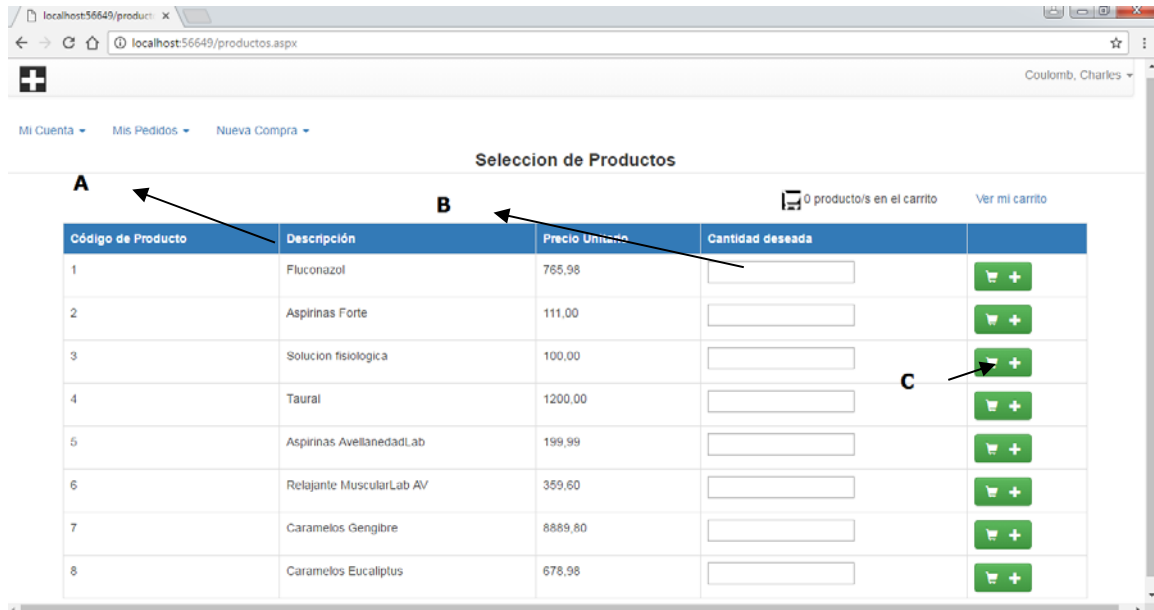 localhost:56649/product
localhost:56649/productos.aspx
Coulomb, Charles
Mi Cuenta Mis Pedidos Nueva Compra
Seleccion de Productos
A
B
0 producto/s en el carrito Ver mi carrito
Código de Producto Descripción Precio Unitario Cantidad deseada
1 Fluconazol 765,98
2 Aspirinas Forte 111,00
3 Solucion fisiologica 100,00
C
4 Taural 1200,00
5 Aspirinas AvellanedadLab 199,99
6 Relajante MuscularLab AV 359,60
7 Caramelos Gengibre 8889,80
8 Caramelos Eucaliptus 678,98